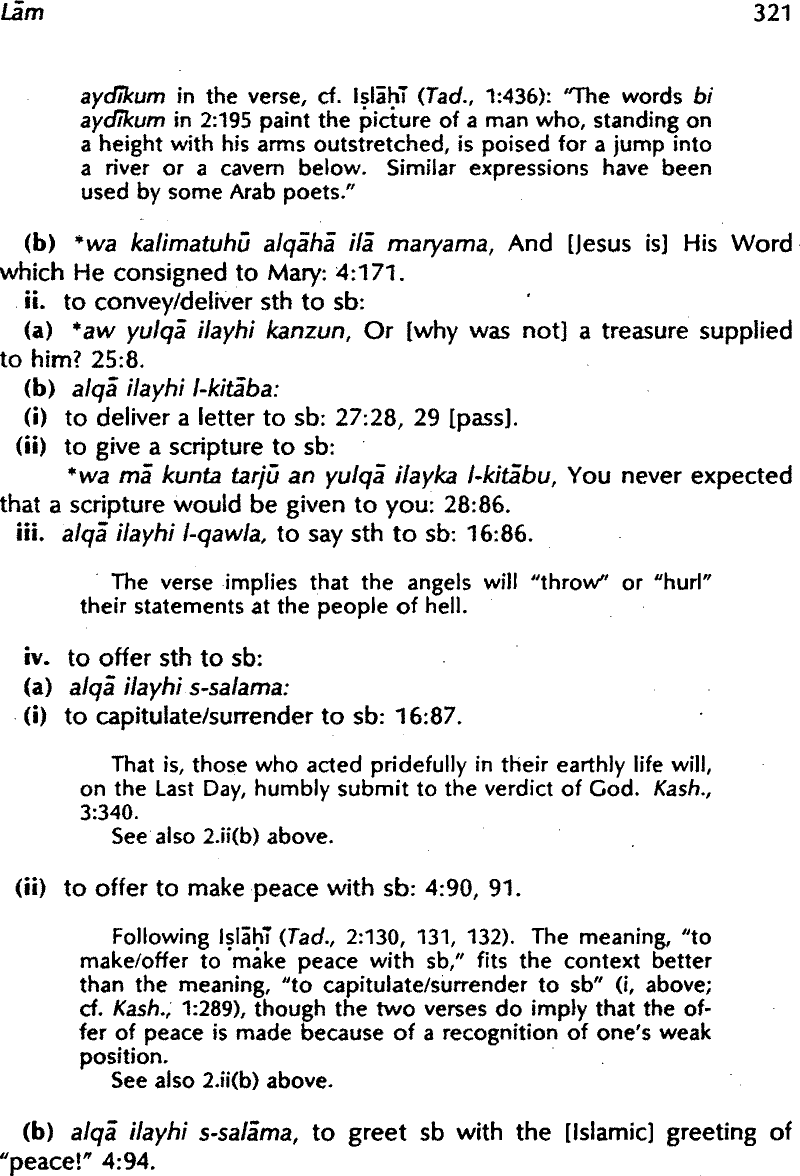 Lām 321
aydīkum in the verse, cf. Iṣlāḥī (Tad., 1:436): "The words bi
aydīkum in 2:195 paint the picture of a man who, standing on
a height with his arms outstretched, is poised for a jump into
a river or a cavern below. Similar expressions have been
used by some Arab poets."
(b) *wa kalimatuhū alqāhā ilā maryama, And [Jesus is] His Word
which He consigned to Mary: 4:171.
ii. to convey/deliver sth to sb:
(a) *aw yulqā ilayhi kanzun, Or [why was not] a treasure supplied
to him? 25:8.
(b) alqā ilayhi l-kitāba:
(i) to deliver a letter to sb: 27:28, 29 [pass].
(ii) to give a scripture to sb:
*wa mā kunta tarjū an yulqā ilayka l-kitābu, You never expected
that a scripture would be given to you: 28:86.
iii. alqā ilayhi l-qawla, to say sth to sb: 16:86.
The verse implies that the angels will "throw" or "hurl"
their statements at the people of hell.
iv. to offer sth to sb:
(a) alqā ilayhi s-salama:
(i) to capitulate/surrender to sb: 16:87.
That is, those who acted pridefully in their earthly life will,
on the Last Day, humbly submit to the verdict of God. Kash.,
3:340.
See also 2.ii(b) above.
(ii) to offer to make peace with sb: 4:90, 91.
Following Iṣlāḥī (Tad., 2:130, 131, 132). The meaning, "to
make/offer to make peace with sb," fits the context better
than the meaning, "to capitulate/surrender to sb" (i, above;
cf. Kash., 1:289), though the two verses do imply that the of-
fer of peace is made because of a recognition of one's weak
position.
See also 2.ii(b) above.
(b) alqā ilayhi s-salāma, to greet sb with the [Islamic] greeting of
"peace!" 4:94.